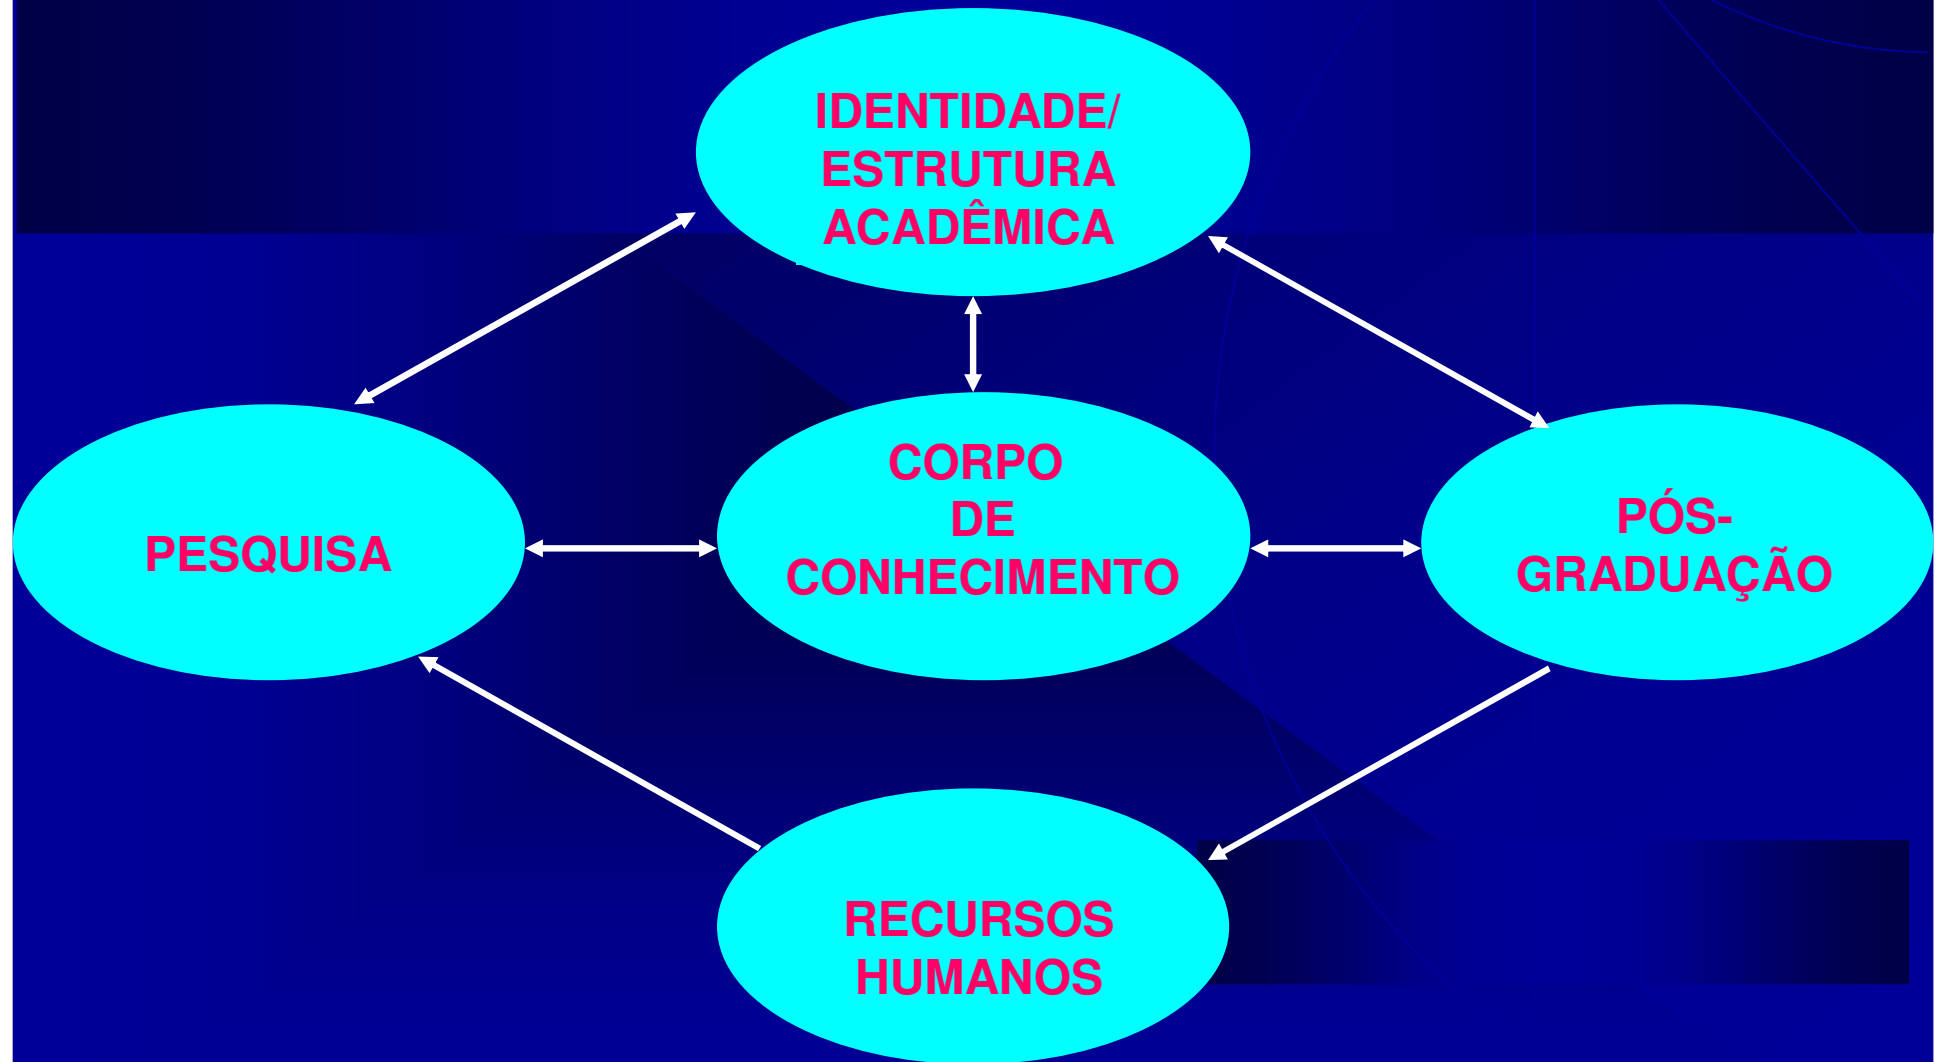 IDENTIDADE/
ESTRUTURA
ACADÊMICA
PESQUISA
CORPO
DE
CONHECIMENTO
PÓS-
GRADUAÇÃO
RECURSOS
HUMANOS